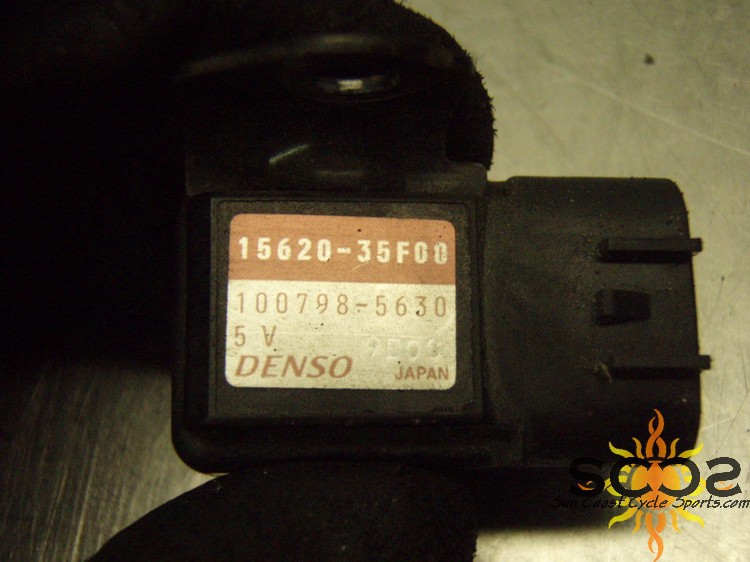 15620-35F00
100798-5630
5 V
DENSO JAPAN
SCCS
Sun Coast Cycle Sports.com